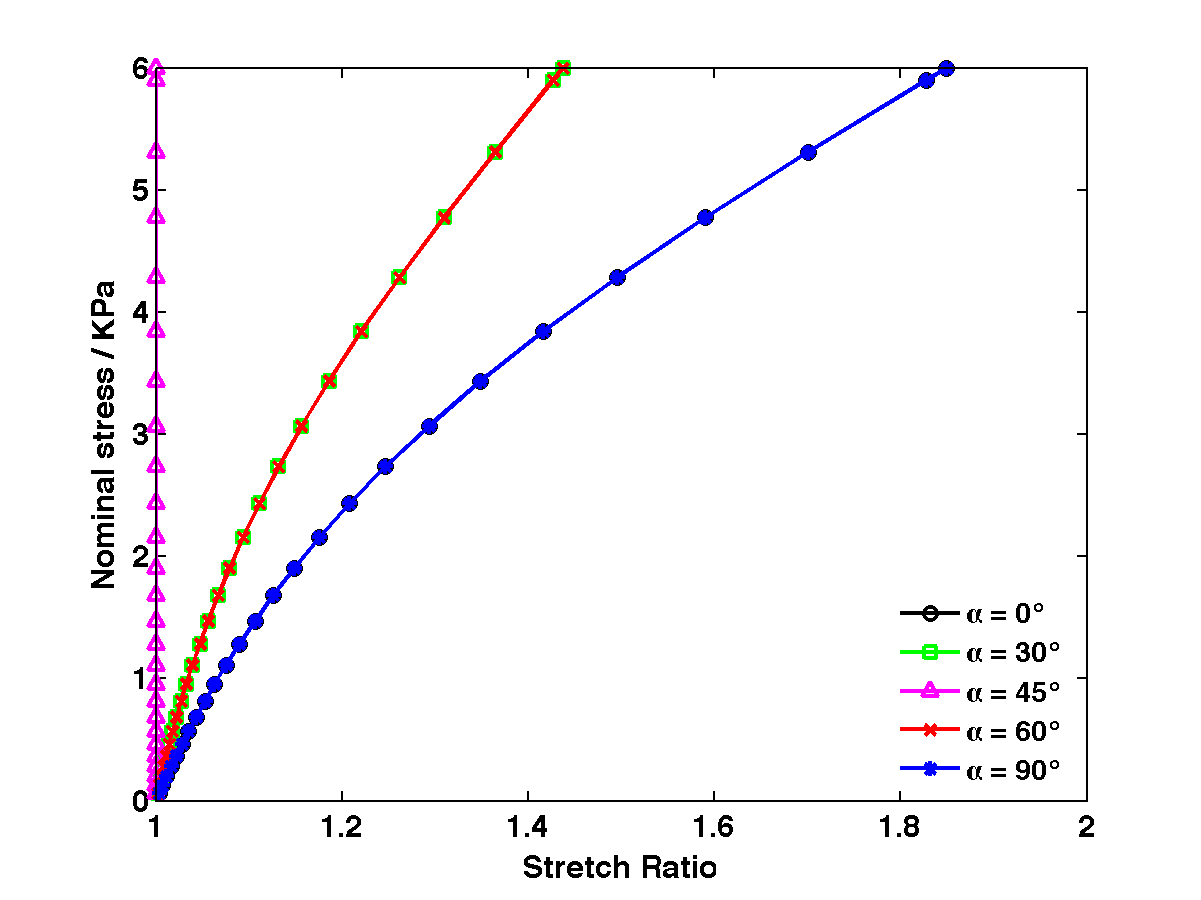 6
5
4
3
2
1
0
1
1.2
1.4
1.6
1.8
2
Nominal stress / KPa
Stretch Ratio
α = 0°
α = 30°
α = 45°
α = 60°
α = 90°